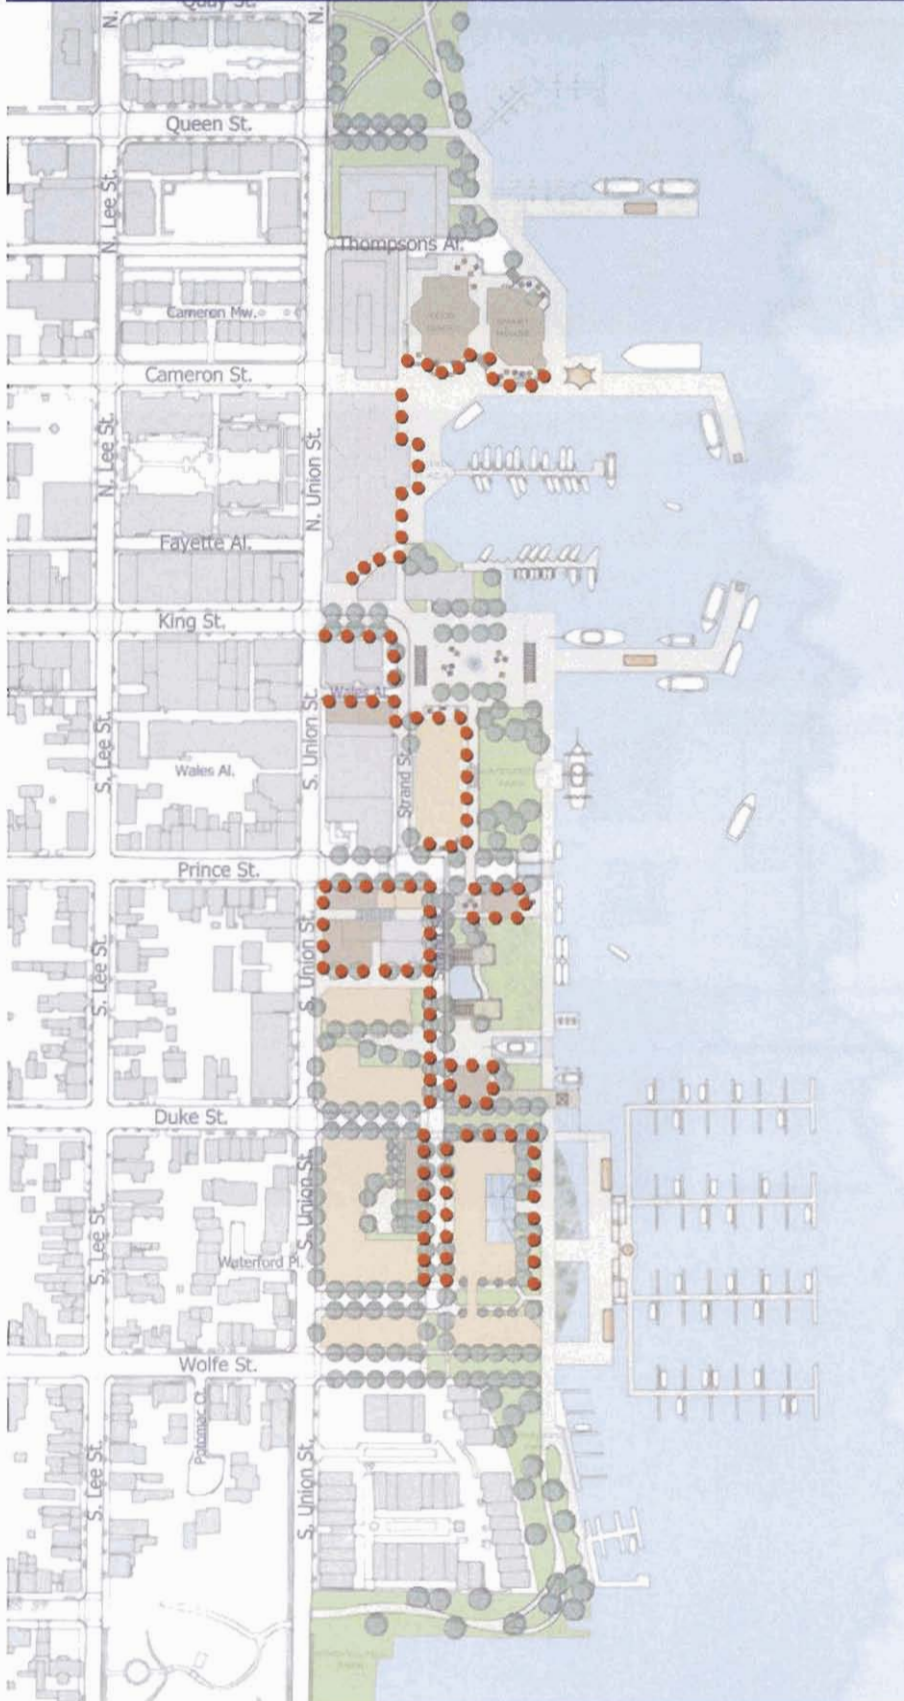 Quay St.
N.
N.
Queen St.
N. Lee St.
Thompsons Al.
Cameron Mw.
Cameron St.
N. Lee St.
N. Union St.
Fayette Al.
King St.
Wales Al.
S. Union St.
S. Lee St.
Wales Al.
Strand St.
Prince St.
S. Union St.
S. Lee St.
Duke St.
S. Union St.
S. Lee St.
Waterford Pl.
Wolfe St.
Potomac Ct.
S. Union St.
S. Lee St.